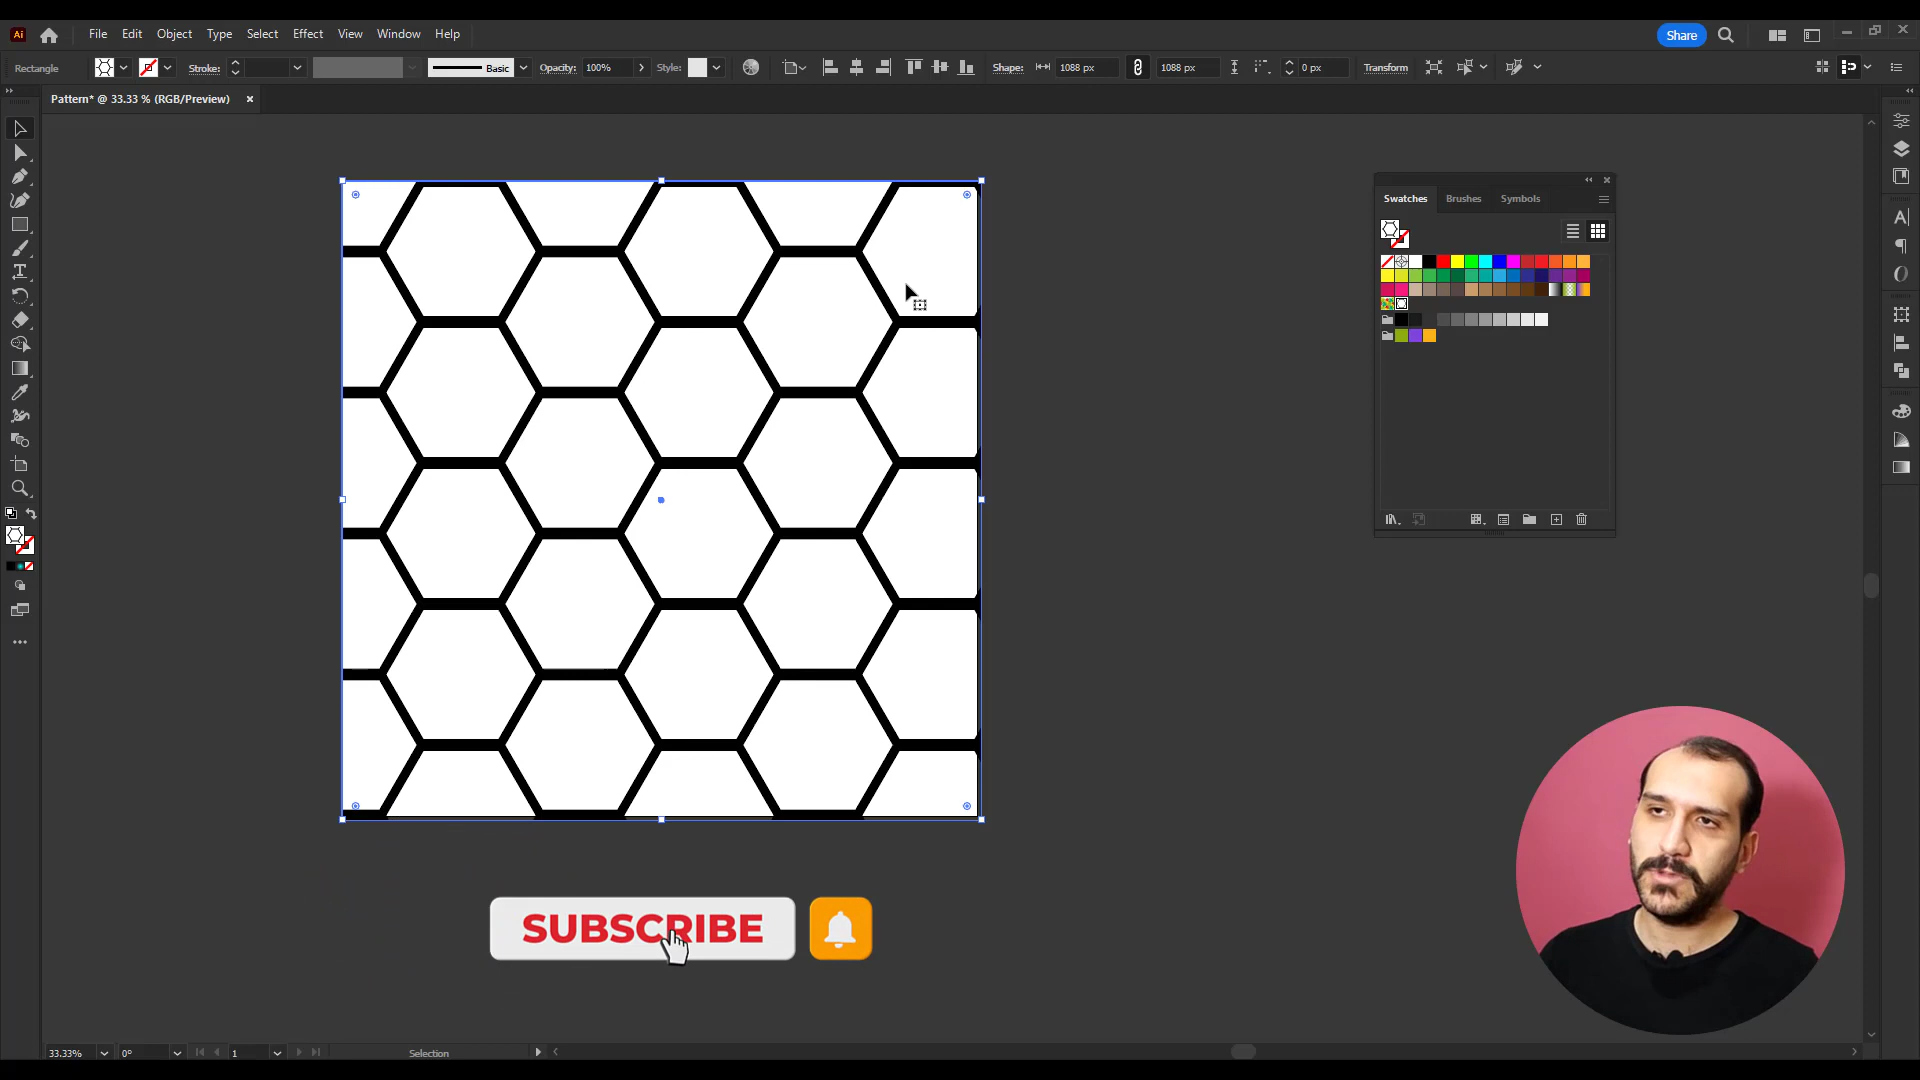 Ai File Edit Object Type Select Effect View Window Help Share
Rectangle Stroke: Basic Opacity: 100% Style: Shape: 1088 px 1088 px 0 px Transform
Pattern* @ 33.33 % (RGB/Preview) ×
Swatches Brushes Symbols
SUBSCRIBE
33.33% 0° 1 Selection